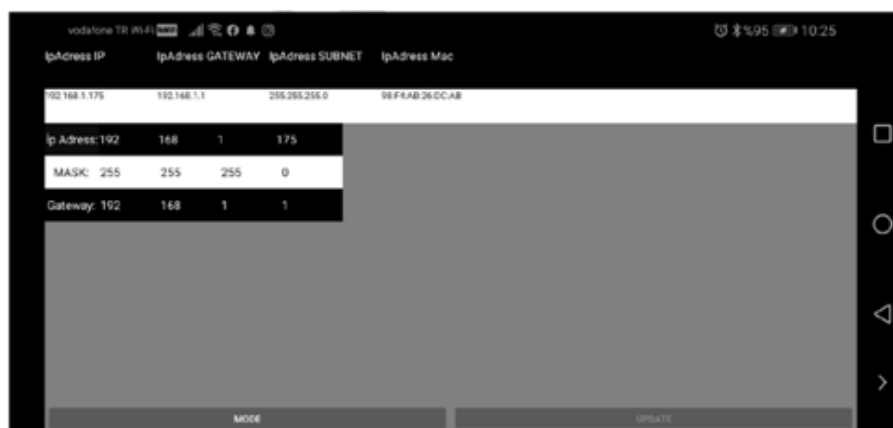 vodafone TR Wi-Fi %95 10:25
IpAdress IP IpAdress GATEWAY IpAdress SUBNET IpAdress Mac
192.168.1.175 192.168.1.1 255.255.255.0 98:F4:AB:26:DC:AB
Ip Adress: 192 168 1 175
MASK: 255 255 255 0
Gateway: 192 168 1 1
MODE UPDATE